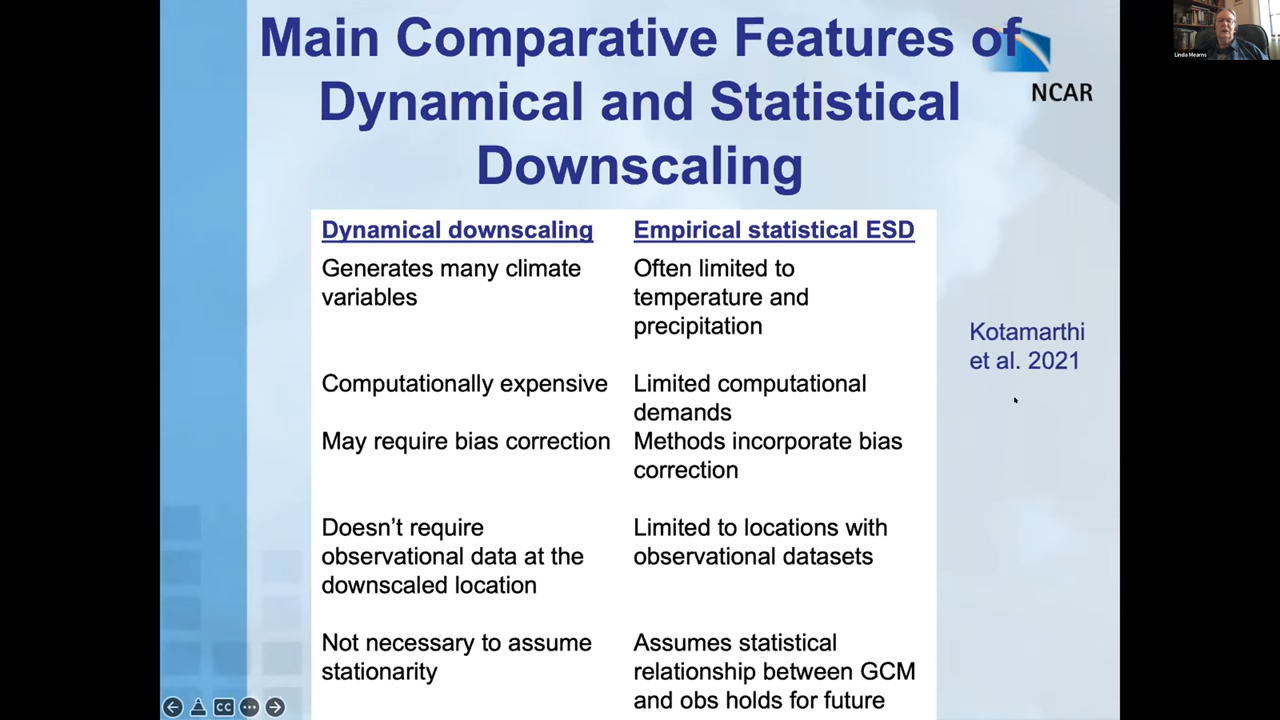 Main Comparative Features of
Dynamical and Statistical
Downscaling
NCAR
Linda Mearns
Dynamical downscaling
Empirical statistical ESD
Generates many climate
variables
Often limited to
temperature and
precipitation
Computationally expensive
Limited computational
demands
May require bias correction
Methods incorporate bias
correction
Doesn’t require
observational data at the
downscaled location
Limited to locations with
observational datasets
Not necessary to assume
stationarity
Assumes statistical
relationship between GCM
and obs holds for future
Kotamarthi
et al. 2021
CC